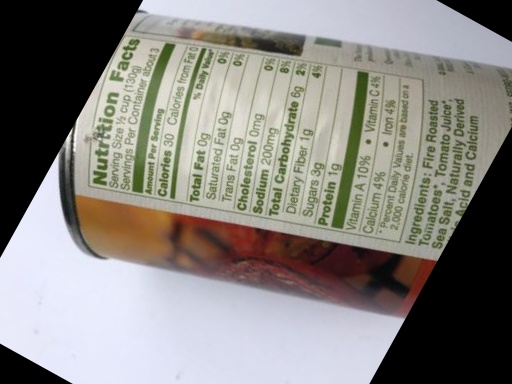 Nutrition Facts
Serving Size ½ cup (130g)
Servings Per Container about 3
Amount Per Serving
Calories 30 Calories from Fat 0
% Daily Value
Total Fat 0g 0%
Saturated Fat 0g 0%
Trans Fat 0g
Cholesterol 0mg 0%
Sodium 200mg 8%
Total Carbohydrate 6g 2%
Dietary Fiber 1g 4%
Sugars 3g
Protein 1g
Vitamin A 10% • Vitamin C 4%
Calcium 4% • Iron 4%
* Percent Daily Values are based on a
2,000 calorie diet.
Ingredients: Fire Roasted
Tomatoes*, Tomato Juice*,
Sea Salt, Naturally Derived
Acid and Calcium